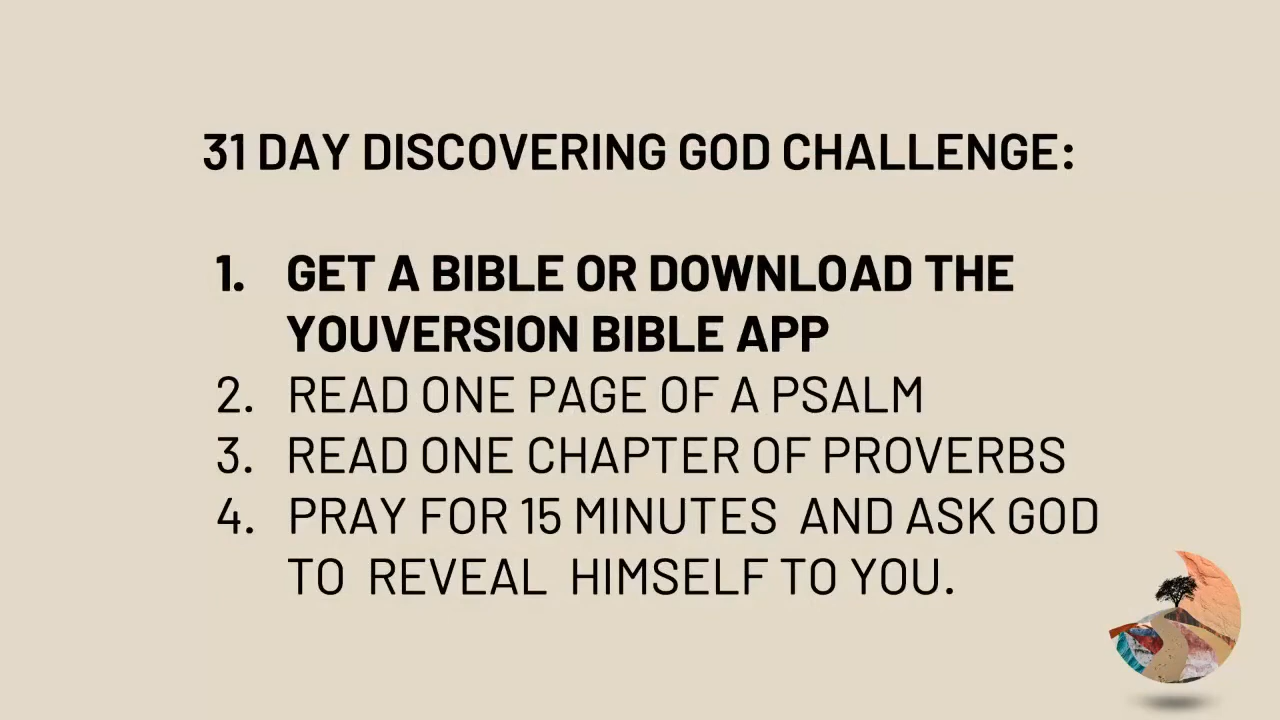 31 DAY DISCOVERING GOD CHALLENGE:
1. GET A BIBLE OR DOWNLOAD THE
YOUVERSION BIBLE APP
2. READ ONE PAGE OF A PSALM
3. READ ONE CHAPTER OF PROVERBS
4. PRAY FOR 15 MINUTES AND ASK GOD
TO REVEAL HIMSELF TO YOU.